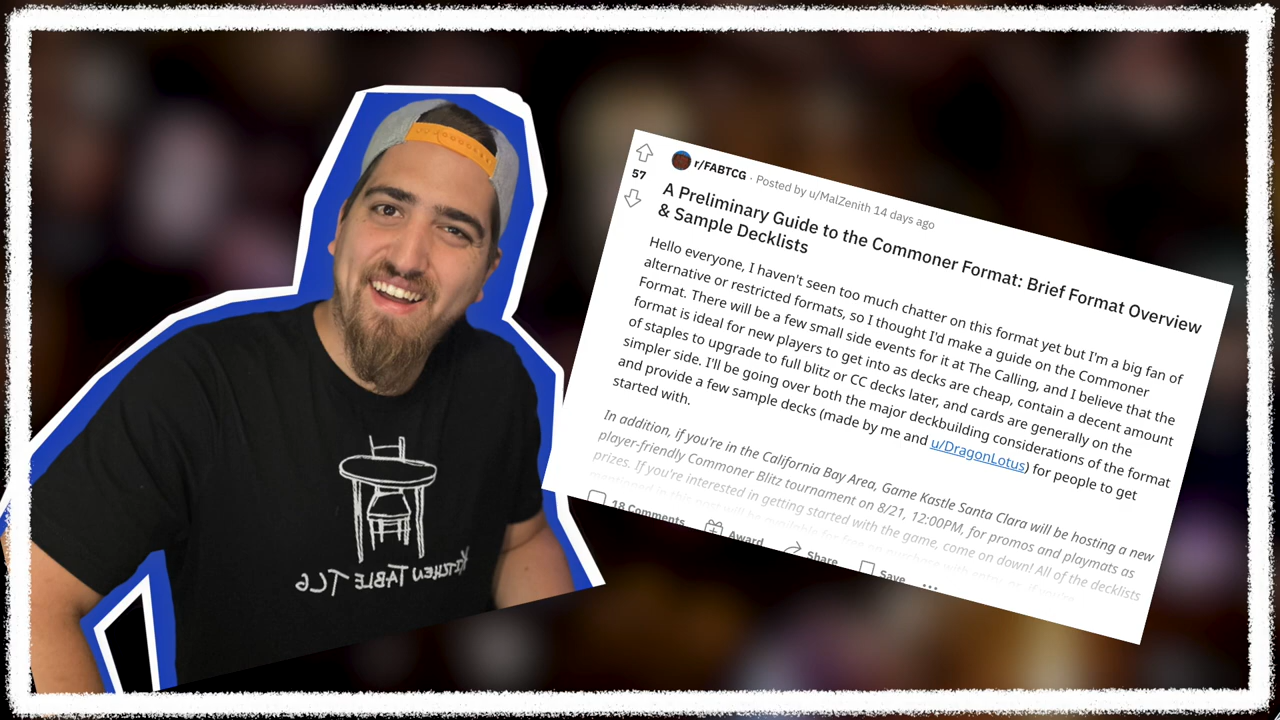 KITCHEN TABLE TCG
57
r/FABTCG · Posted by u/MalZenith 14 days ago
A Preliminary Guide to the Commoner Format: Brief Format Overview
& Sample Decklists
Hello everyone, I haven't seen too much chatter on this format yet but I'm a big fan of
alternative or restricted formats, so I thought I'd make a guide on the Commoner
Format. There will be a few small side events for it at The Calling, and I believe that the
format is ideal for new players to get into as decks are cheap, contain a decent amount
of staples to upgrade to full blitz or CC decks later, and cards are generally on the
simpler side. I'll be going over both the major deckbuilding considerations of the format
and provide a few sample decks (made by me and u/DragonLotus) for people to get
started with.
In addition, if you're in the California Bay Area, Game Kastle Santa Clara will be hosting a new
player-friendly Commoner Blitz tournament on 8/21, 12:00PM, for promos and playmats as
prizes. If you're interested in getting started with the game, come on down! All of the decklists
18 Comments Award Share Save ...